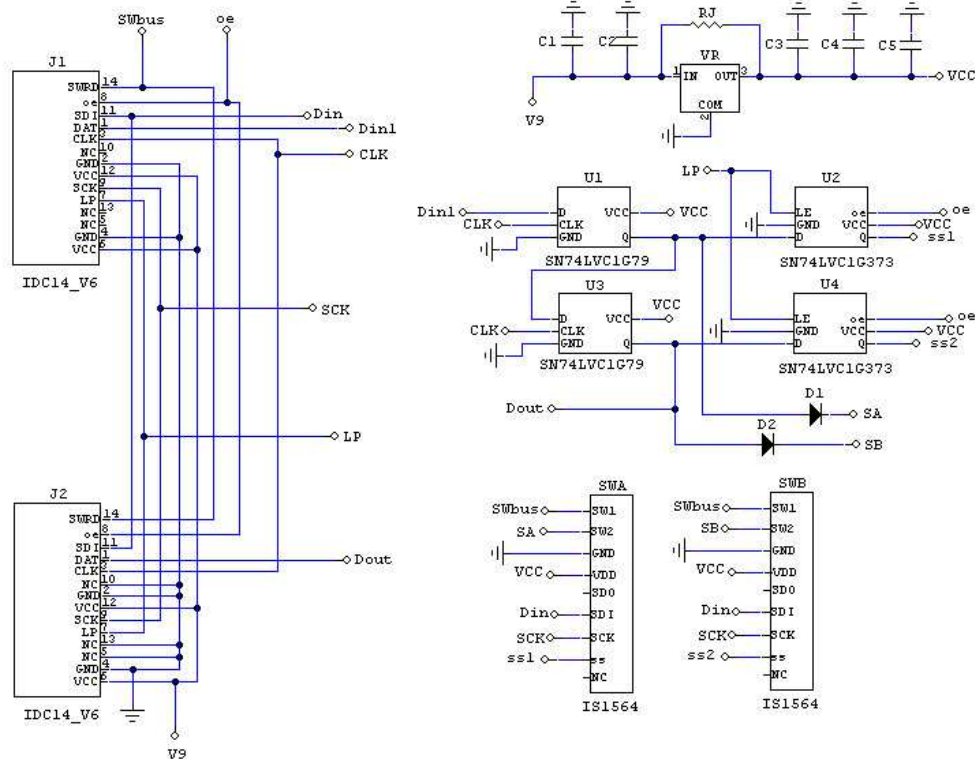 SWbus
oe
J1
SWRD 14
oe 8
SDI 11
DAT 1
CLK 3
NC 10
GND 2
VCC 12
SCK 9
LP 7
NC 13
NC 5
GND 4
VCC 6
IDC14_V6
Din
Din1
CLK
SCK
LP
J2
SWRD 14
oe 8
SDI 11
DAT 1
CLK 3
NC 10
GND 2
VCC 12
SCK 9
LP 7
NC 13
NC 5
GND 4
VCC 6
IDC14_V6
Dout
V9
C1
C2
RJ
VR
1 IN OUT 3
COM
2
C3
C4
C5
VCC
V9
LP
U1
Din1 D VCC VCC
CLK CLK
GND Q
SN74LVC1G79
U2
LE oe oe
GND VCC VCC
D Q ss1
SN74LVC1G373
U3
VCC
D VCC
CLK CLK
GND Q
SN74LVC1G79
U4
LE oe oe
GND VCC VCC
D Q ss2
SN74LVC1G373
Dout
D1
SA
D2
SB
SWA
SWbus SW1
SA SW2
GND
VCC VDD
SDO
Din SDI
SCK SCK
ss1 ss
NC
IS1564
SWB
SWbus SW1
SB SW2
GND
VCC VDD
SDO
Din SDI
SCK SCK
ss2 ss
NC
IS1564